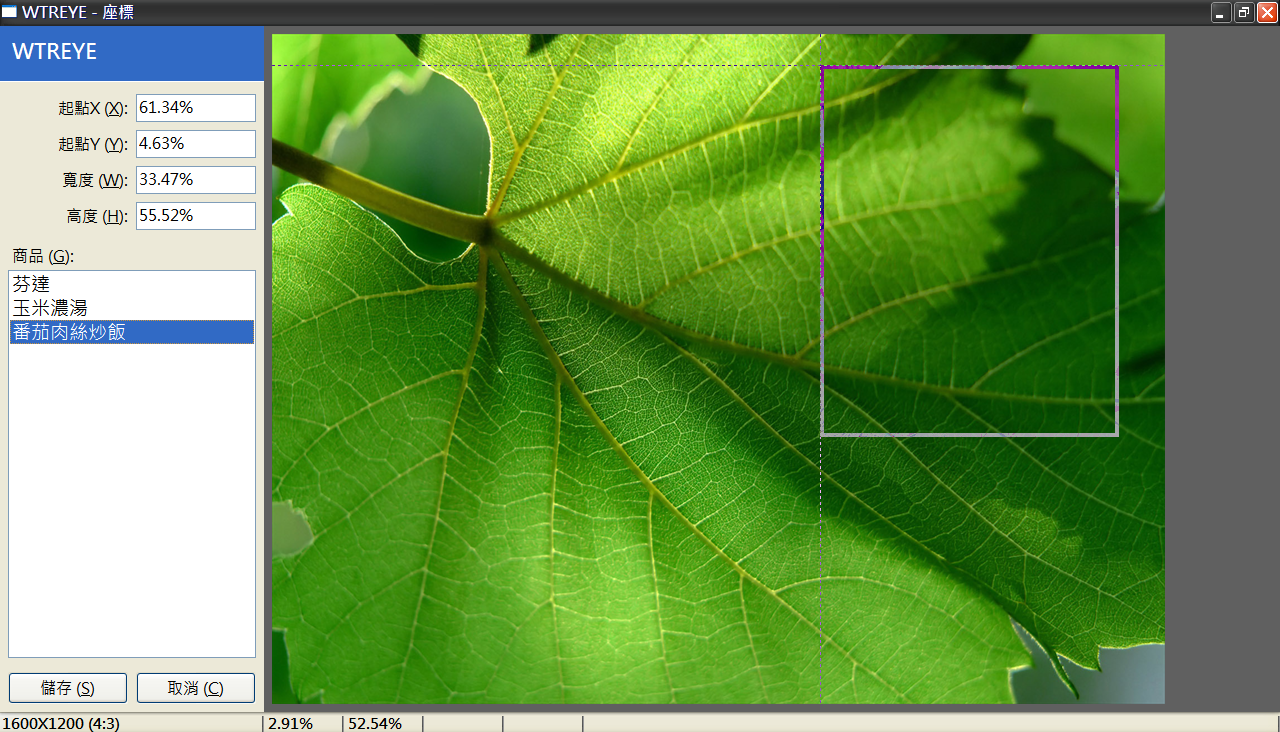 WTREYE - 座標
WTREYE
起點X (X): 61.34%
起點Y (Y): 4.63%
寬度 (W): 33.47%
高度 (H): 55.52%
商品 (G):
芬達
玉米濃湯
番茄肉絲炒飯
儲存 (S) 取消 (C)
1600X1200 (4:3) 2.91% 52.54%